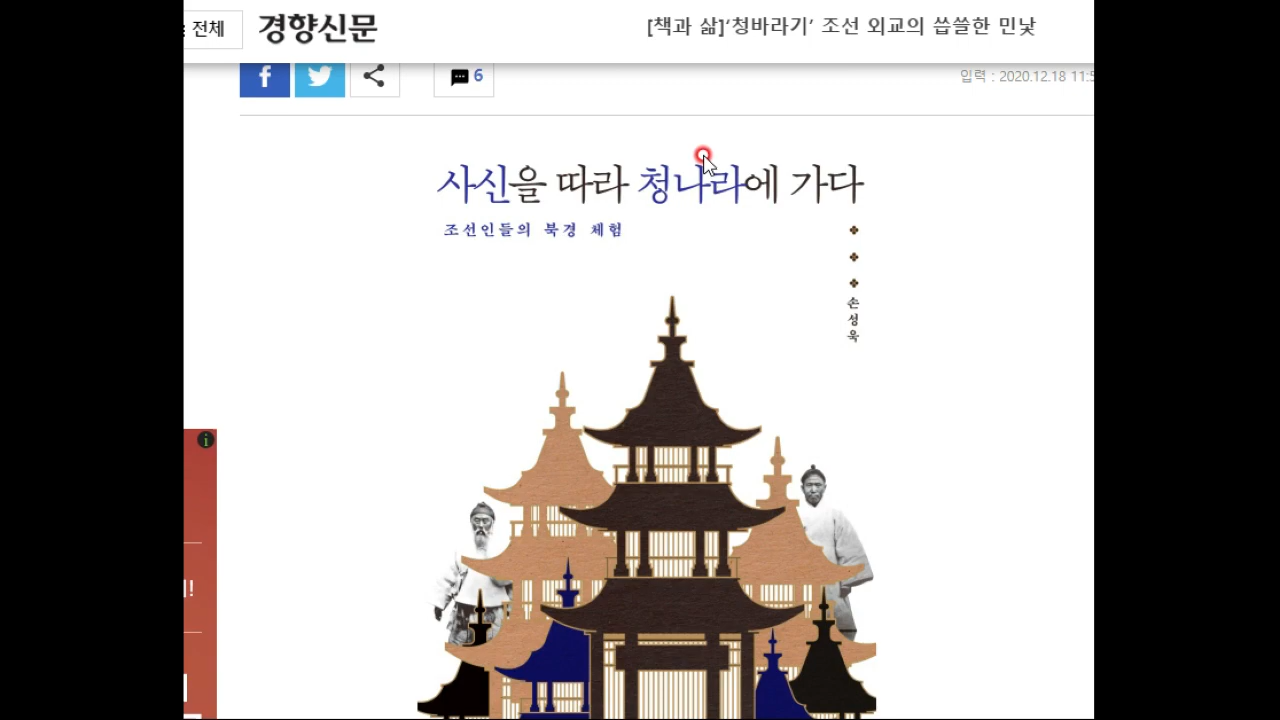 전체
경향신문
[책과 삶]‘청바라기’ 조선 외교의 씁쓸한 민낯
6
입력 : 2020.12.18 11:5
사신을 따라 청나라에 가다
조선인들의 북경 체험
손성욱